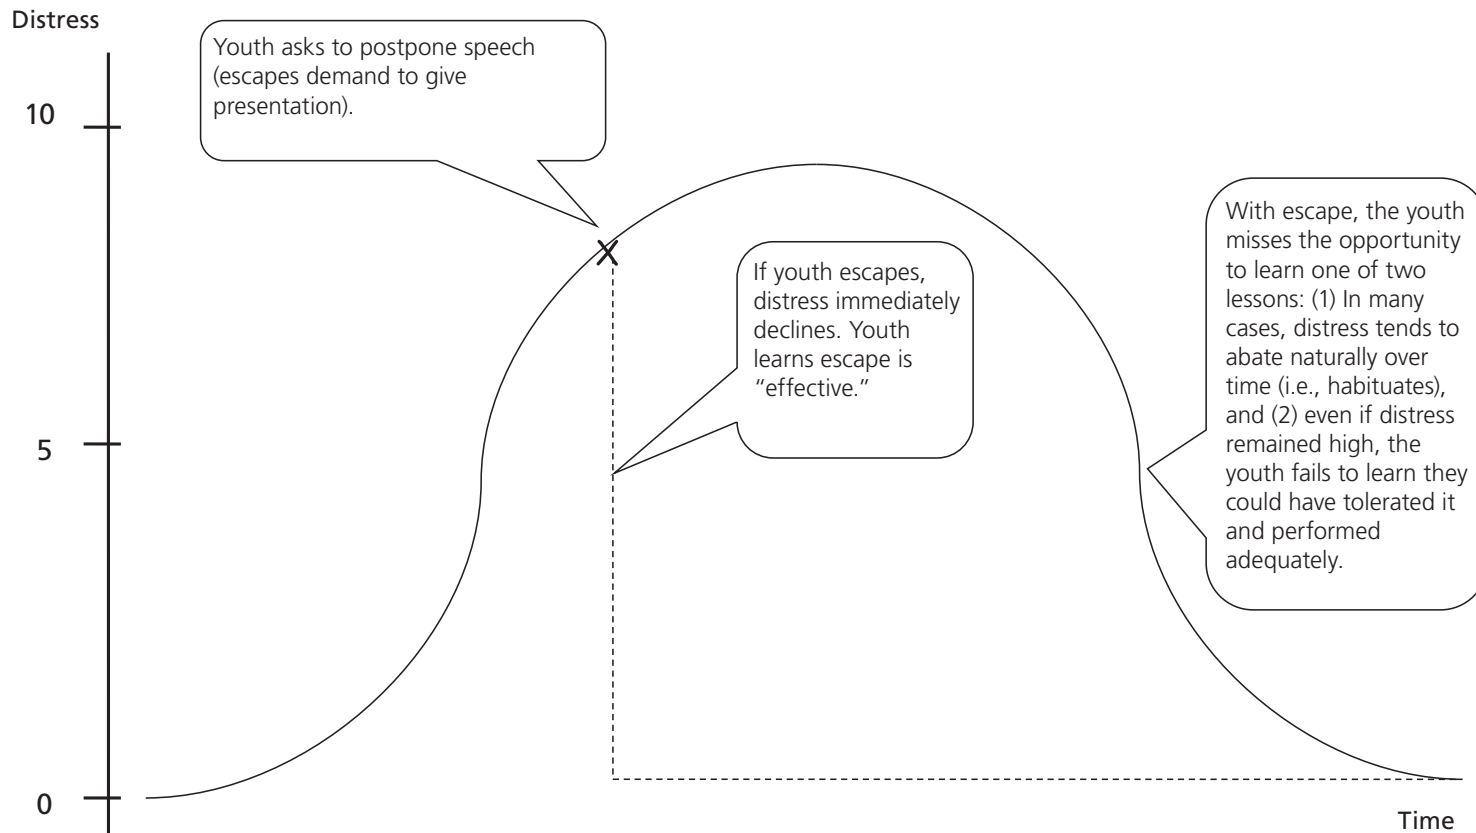 Distress
Youth asks to postpone speech
(escapes demand to give
presentation).
10
With escape, the youth
misses the opportunity
to learn one of two
lessons: (1) In many
cases, distress tends to
abate naturally over
time (i.e., habituates),
and (2) even if distress
remained high, the
youth fails to learn they
could have tolerated it
and performed
adequately.
If youth escapes,
distress immediately
declines. Youth
learns escape is
“effective.”
5
0
Time